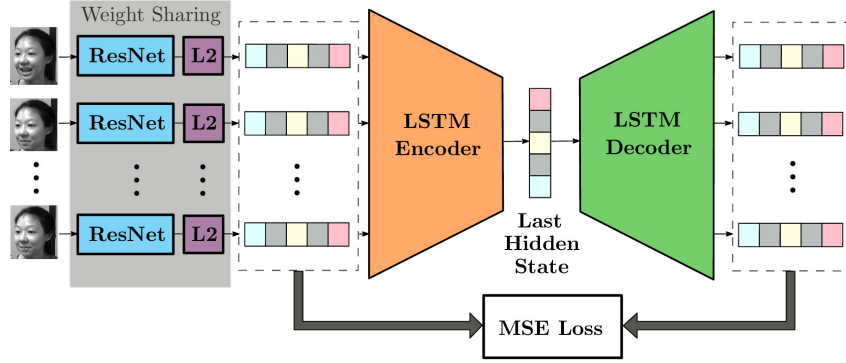 Weight Sharing
ResNet
L2
ResNet
L2
ResNet
L2
LSTM
Encoder
Last
Hidden
State
LSTM
Decoder
MSE Loss